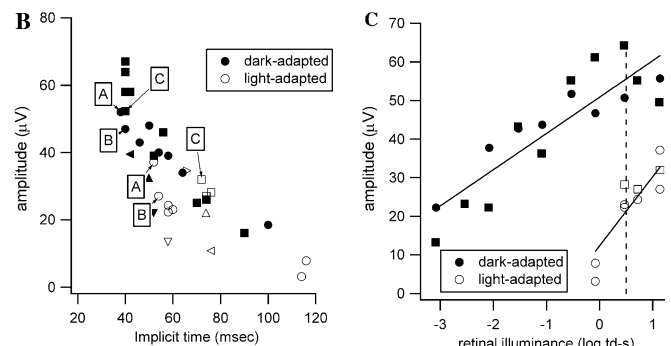 B
80
60
40
20
0
amplitude (μV)
20
40
60
80
100
120
Implicit time (msec)
dark-adapted
light-adapted
A
C
B
C
A
B
C
70
60
50
40
30
20
10
0
amplitude (μV)
-3
-2
-1
0
1
retinal illuminance (log td-s)
dark-adapted
light-adapted